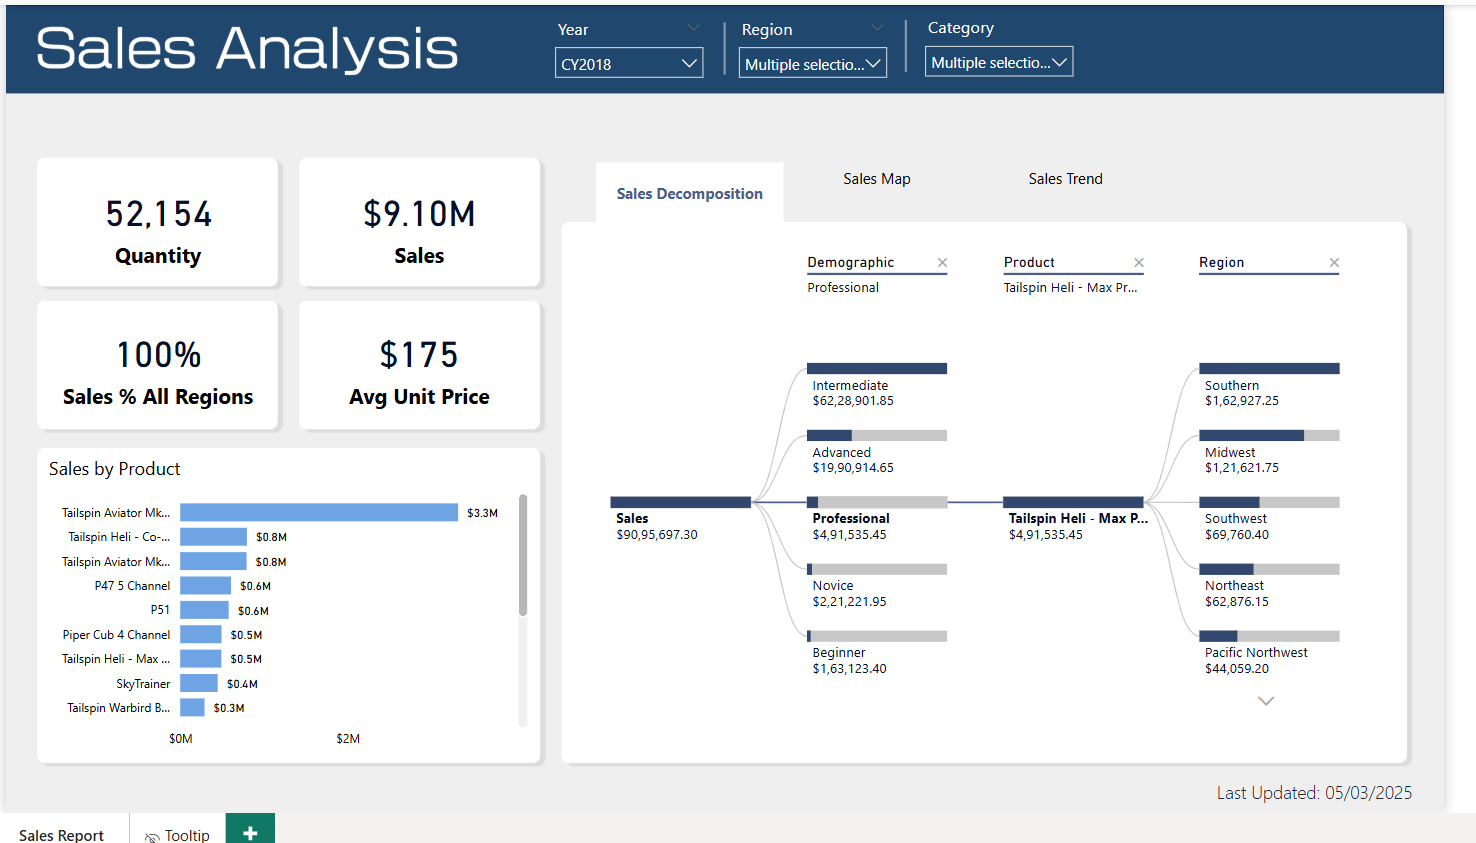 Sales Analysis
Year
CY2018
Region
Multiple selectio...
Category
Multiple selectio...
52,154
Quantity
$9.10M
Sales
100%
Sales % All Regions
$175
Avg Unit Price
Sales by Product
Tailspin Aviator Mk... $3.3M
Tailspin Heli - Co-... $0.8M
Tailspin Aviator Mk... $0.8M
P47 5 Channel $0.6M
P51 $0.6M
Piper Cub 4 Channel $0.5M
Tailspin Heli - Max ... $0.5M
SkyTrainer $0.4M
Tailspin Warbird B... $0.3M
$0M $2M
Sales Decomposition
Sales Map
Sales Trend
Demographic
Professional
Product
Tailspin Heli - Max Pr...
Region
Sales
$90,95,697.30
Intermediate
$62,28,901.85
Advanced
$19,90,914.65
Professional
$4,91,535.45
Novice
$2,21,221.95
Beginner
$1,63,123.40
Tailspin Heli - Max P...
$4,91,535.45
Southern
$1,62,927.25
Midwest
$1,21,621.75
Southwest
$69,760.40
Northeast
$62,876.15
Pacific Northwest
$44,059.20
Last Updated: 05/03/2025
Sales Report
Tooltip
+